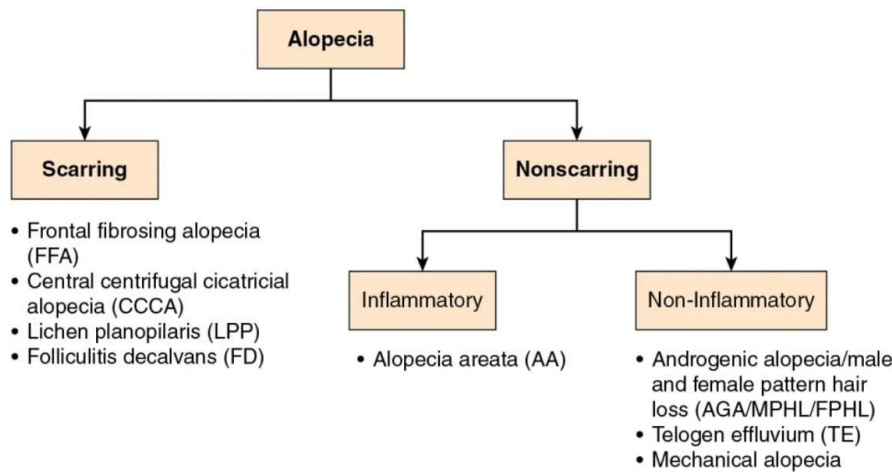 Alopecia
Scarring
Nonscarring
• Frontal fibrosing alopecia
(FFA)
• Central centrifugal cicatricial
alopecia (CCCA)
• Lichen planopilaris (LPP)
• Folliculitis decalvans (FD)
Inflammatory
Non-Inflammatory
• Alopecia areata (AA)
• Androgenic alopecia/male
and female pattern hair
loss (AGA/MPHL/FPHL)
• Telogen effluvium (TE)
• Mechanical alopecia